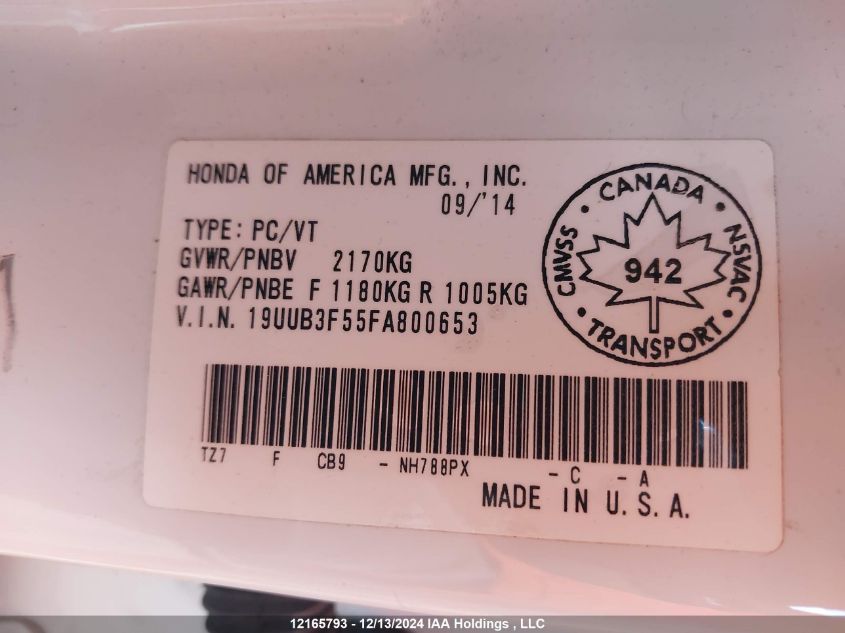 HONDA OF AMERICA MFG., INC.
09/'14
TYPE: PC/VT
GVWR/PNBV 2170KG
GAWR/PNBE F 1180KG R 1005KG
V.I.N. 19UUB3F55FA800653
CANADA
CMVSS
NSVAC
942
TRANSPORT
TZ7 F CB9 - NH788PX - C - A
MADE IN U.S.A.
12165793 - 12/13/2024 IAA Holdings , LLC